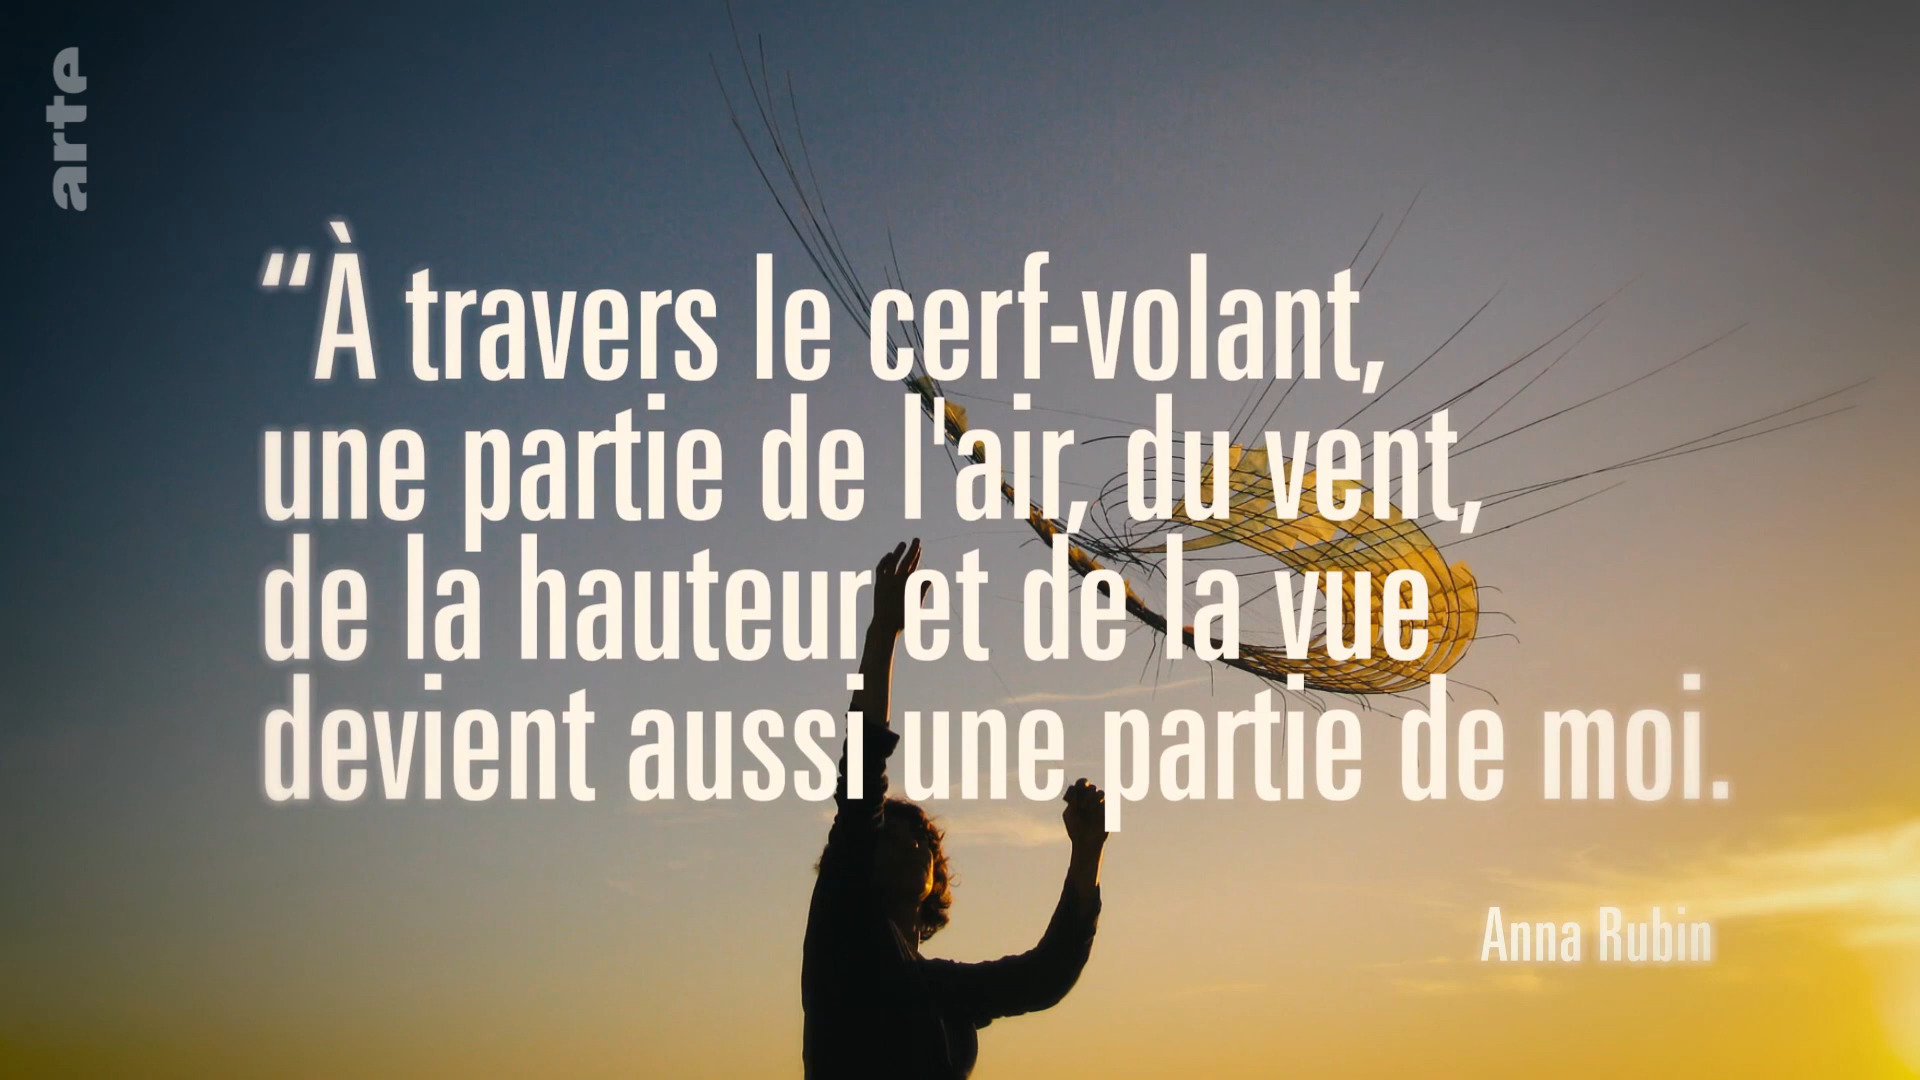 arte
“À travers le cerf-volant,
une partie de l'air, du vent,
de la hauteur et de la vue
devient aussi une partie de moi.
Anna Rubin